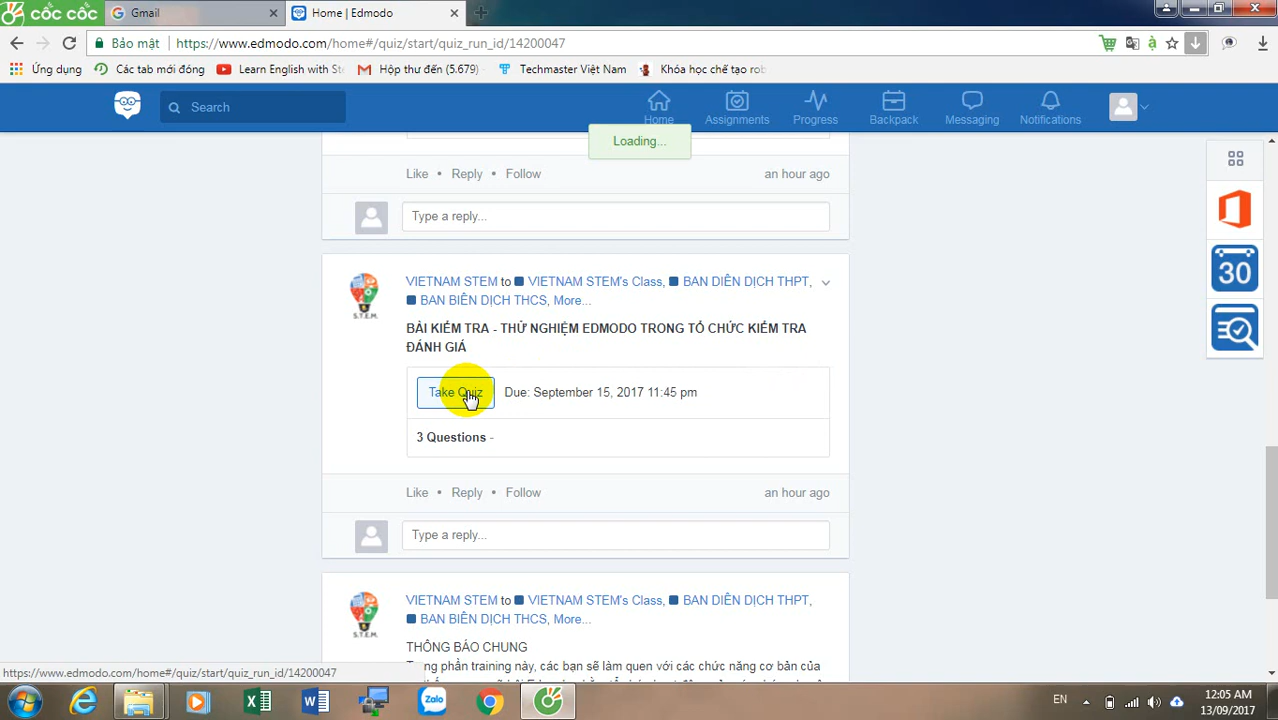 cốc cốc
Gmail
Home | Edmodo
Bảo mật
https://www.edmodo.com/home#/quiz/start/quiz_run_id/14200047
Ứng dụng
Các tab mới đóng
Learn English with Ste
Hộp thư đến (5.679)
Techmaster Việt Nam
Khóa học chế tạo rob
Search
Home
Assignments
Progress
Backpack
Messaging
Notifications
Loading...
Like • Reply • Follow
an hour ago
Type a reply...
VIETNAM STEM to VIETNAM STEM's Class, BAN DIÊN DỊCH THPT,
BAN BIÊN DỊCH THCS, More...
BẢI KIẾM TRA - THỬ NGHIỆM EDMODO TRONG TỔ CHỨC KIẾM TRA
ĐÁNH GIÁ
Take Quiz
Due: September 15, 2017 11:45 pm
3 Questions -
Like • Reply • Follow
an hour ago
Type a reply...
VIETNAM STEM to VIETNAM STEM's Class, BAN DIÊN DỊCH THPT,
BAN BIÊN DỊCH THCS, More...
THÔNG BÁO CHUNG
Trong phần training này, các bạn sẽ làm quen với các chức năng cơ bản của
S.T.E.M
S.T.E.M
30
https://www.edmodo.com/home#/quiz/start/quiz_run_id/14200047
Zalo
EN
12:05 AM
13/09/2017